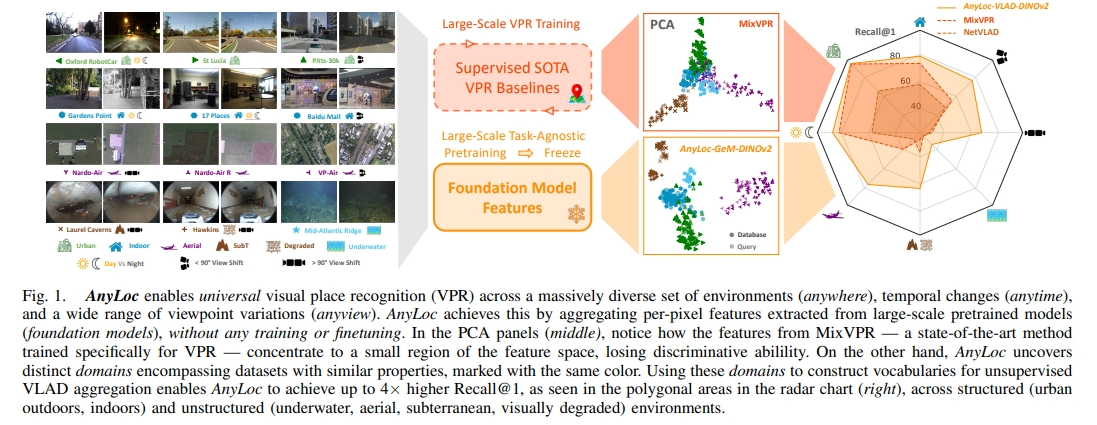 Oxford RobotCar
St Lucia
Pitts-30k
Gardens Point
17 Places
Baidu Mall
Nardo-Air
Nardo-Air R
VP-Air
Laurel Caverns
Hawkins
Mid-Atlantic Ridge
Urban
Indoor
Aerial
SubT
Degraded
Underwater
Day Vs Night
< 90° View Shift
> 90° View Shift
Large-Scale VPR Training
Supervised SOTA
VPR Baselines
Large-Scale Task-Agnostic
Pretraining ⇨ Freeze
Foundation Model
Features
PCA
MixVPR
AnyLoc-GeM-DINOv2
Database
Query
AnyLoc-VLAD-DINOv2
MixVPR
NetVLAD
Recall@1
80
60
40
Fig. 1. AnyLoc enables universal visual place recognition (VPR) across a massively diverse set of environments (anywhere), temporal changes (anytime),
and a wide range of viewpoint variations (anyview). AnyLoc achieves this by aggregating per-pixel features extracted from large-scale pretrained models
(foundation models), without any training or finetuning. In the PCA panels (middle), notice how the features from MixVPR — a state-of-the-art method
trained specifically for VPR — concentrate to a small region of the feature space, losing discriminative abilility. On the other hand, AnyLoc uncovers
distinct domains encompassing datasets with similar properties, marked with the same color. Using these domains to construct vocabularies for unsupervised
VLAD aggregation enables AnyLoc to achieve up to 4× higher Recall@1, as seen in the polygonal areas in the radar chart (right), across structured (urban
outdoors, indoors) and unstructured (underwater, aerial, subterranean, visually degraded) environments.